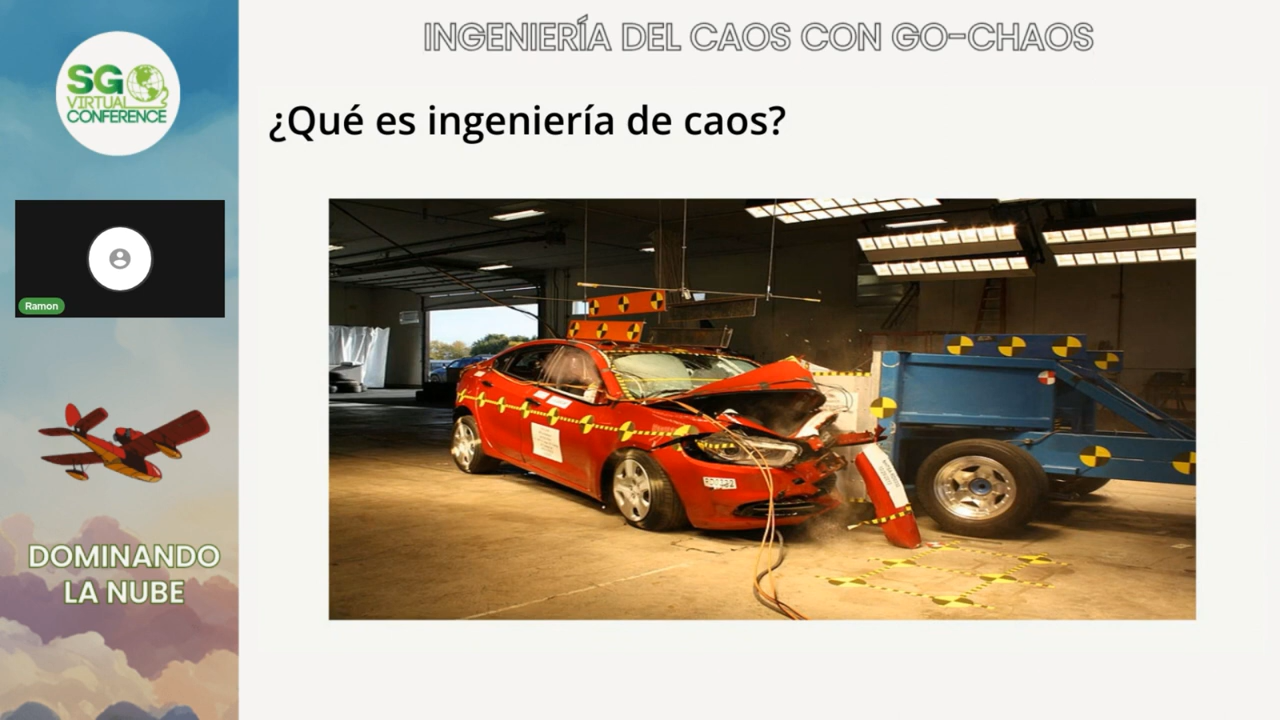 INGENIERÍA DEL CAOS CON GO-CHAOS
SG
VIRTUAL
CONFERENCE
¿Qué es ingeniería de caos?
Ramon
DOMINANDO
LA NUBE